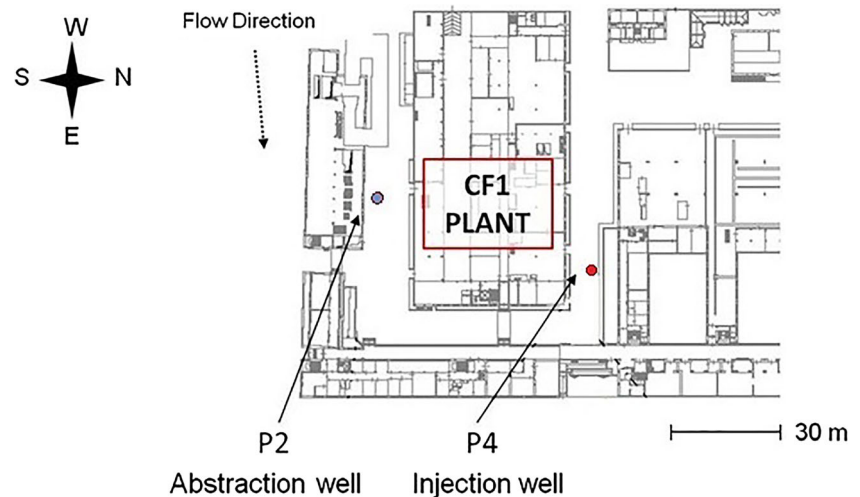 Flow Direction
W
S
N
E
CF1
PLANT
30 m
P2
P4
Abstraction well
Injection well